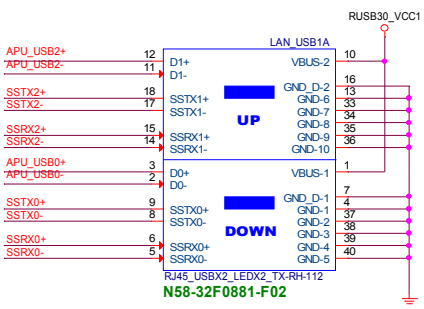 RUSB30_VCC1
LAN_USB1A
APU_USB2+ 12 D1+ VBUS-2 10
APU_USB2- 11 D1-
GND_D-2 16
SSTX2+ 18 SSTX1+ GND-6 13
SSTX2- 17 SSTX1- GND-7 33
UP GND-8 34
SSRX2+ 15 SSRX1+ GND-9 35
SSRX2- 14 SSRX1- GND-10 36
APU_USB0+ 3 D0+ VBUS-1 1
APU_USB0- 2 D0-
GND_D-1 7
SSTX0+ 9 SSTX0+ GND-1 4
SSTX0- 8 SSTX0- GND-2 37
DOWN GND-3 38
SSRX0+ 6 SSRX0+ GND-4 39
SSRX0- 5 SSRX0- GND-5 40
RJ45_USBX2_LEDX2_TX-RH-112
N58-32F0881-F02